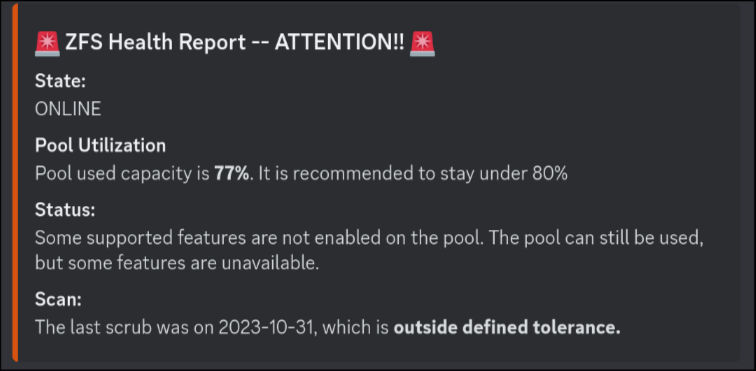 🚨 ZFS Health Report -- ATTENTION!! 🚨
State:
ONLINE
Pool Utilization
Pool used capacity is 77%. It is recommended to stay under 80%
Status:
Some supported features are not enabled on the pool. The pool can still be used,
but some features are unavailable.
Scan:
The last scrub was on 2023-10-31, which is outside defined tolerance.